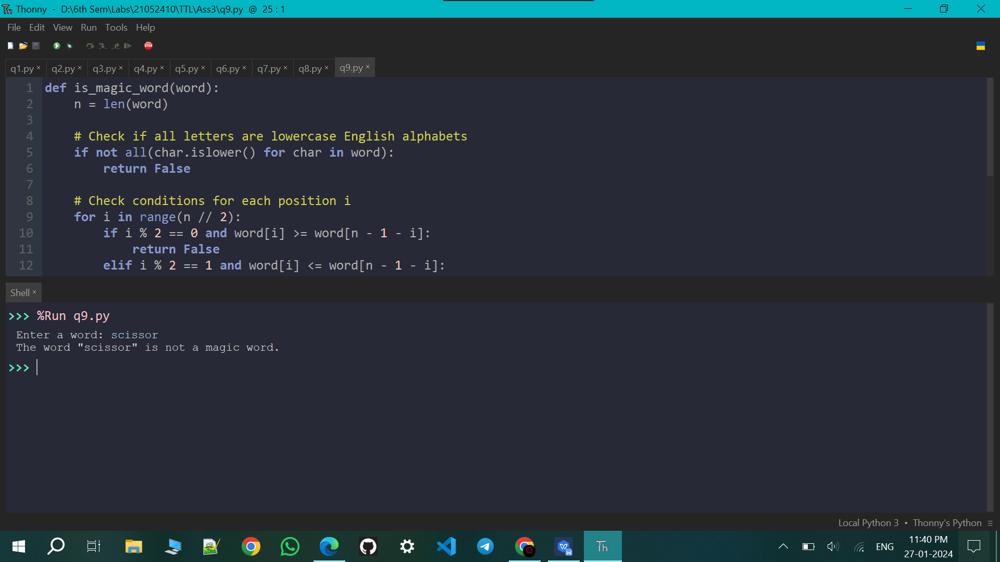 Thonny - D:\6th Sem\Labs\21052410\TTL\Ass3\q9.py @ 25 : 1
File Edit View Run Tools Help
STOP
q1.py × q2.py × q3.py × q4.py × q5.py × q6.py × q7.py × q8.py × q9.py ×
1 def is_magic_word(word):
2     n = len(word)
3
4     # Check if all letters are lowercase English alphabets
5     if not all(char.islower() for char in word):
6         return False
7
8     # Check conditions for each position i
9     for i in range(n // 2):
10         if i % 2 == 0 and word[i] >= word[n - 1 - i]:
11             return False
12         elif i % 2 == 1 and word[i] <= word[n - 1 - i]:
Shell ×
>>> %Run q9.py
Enter a word: scissor
The word "scissor" is not a magic word.
>>>
Local Python 3 • Thonny's Python ≡
Th
ENG
11:40 PM
27-01-2024